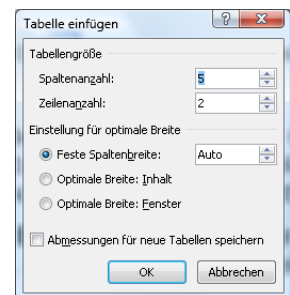 Tabelle einfügen
Tabellengröße
Spaltenanzahl: 5
Zeilenanzahl: 2
Einstellung für optimale Breite
Feste Spaltenbreite: Auto
Optimale Breite: Inhalt
Optimale Breite: Fenster
Abmessungen für neue Tabellen speichern
OK Abbrechen